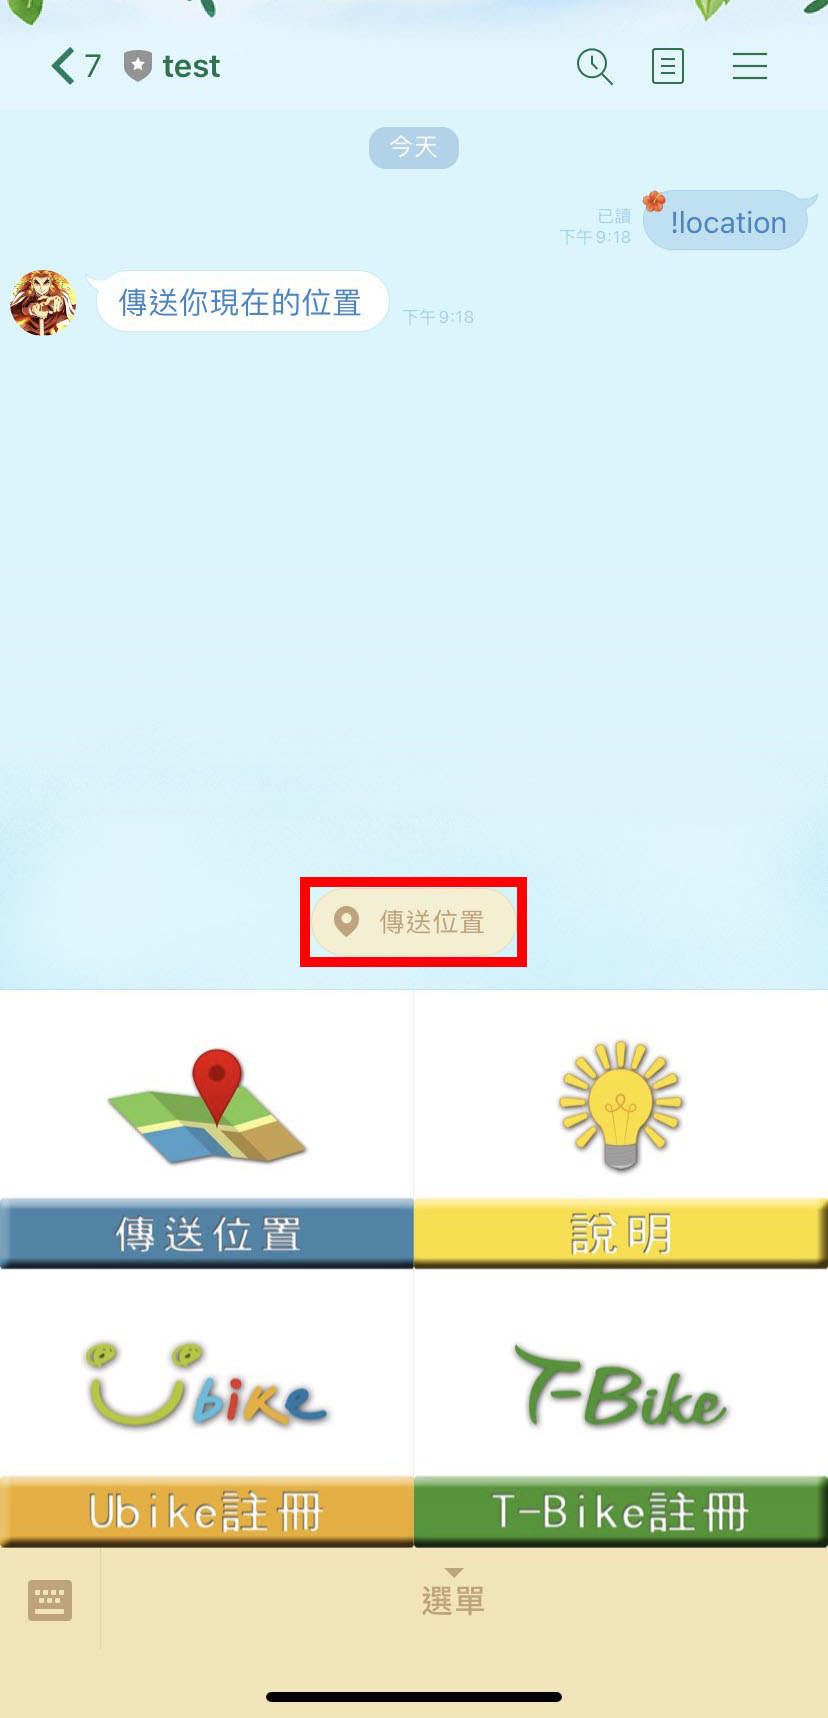 7 test
今天
已讀
下午 9:18
!location
傳送你現在的位置
下午 9:18
傳送位置
傳送位置
說明
Ubike
T-Bike
Ubike註冊
T-Bike註冊
選單